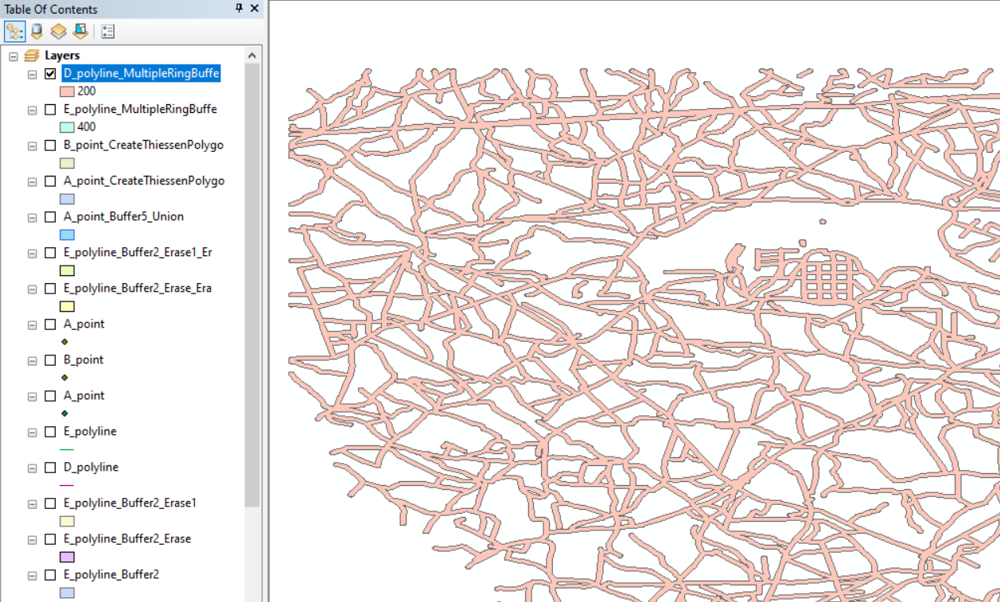 Table Of Contents
Layers
D_polyline_MultipleRingBuffe
200
E_polyline_MultipleRingBuffe
400
B_point_CreateThiessenPolygo
A_point_CreateThiessenPolygo
A_point_Buffer5_Union
E_polyline_Buffer2_Erase1_Er
E_polyline_Buffer2_Erase_Era
A_point
B_point
A_point
E_polyline
D_polyline
E_polyline_Buffer2_Erase1
E_polyline_Buffer2_Erase
E_polyline_Buffer2